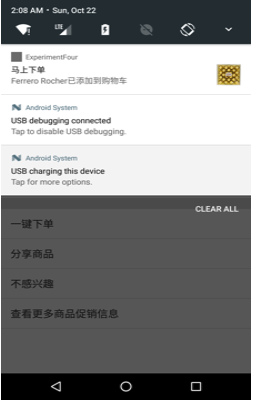 2:08 AM • Sun, Oct 22
LTE
ExperimentFour
马上下单
Ferrero Rocher已添加到购物车
Android System
USB debugging connected
Tap to disable USB debugging.
Android System
USB charging this device
Tap for more options.
CLEAR ALL
一键下单
分享商品
不感兴趣
查看更多商品促销信息